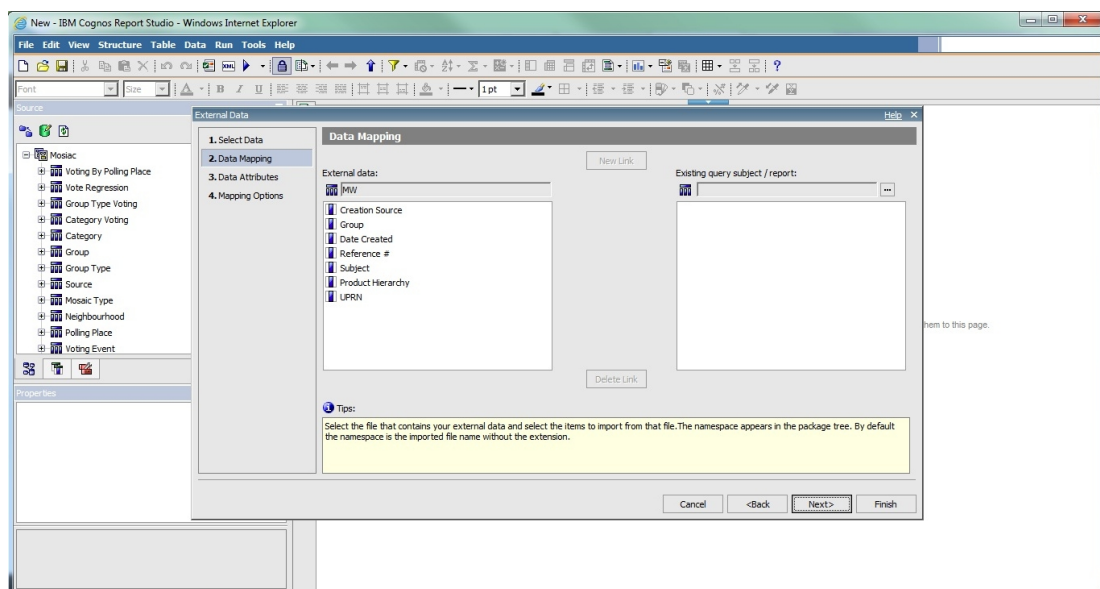 New - IBM Cognos Report Studio - Windows Internet Explorer
File Edit View Structure Table Data Run Tools Help
Font Size 1 pt
Source
External Data Help
1. Select Data
2. Data Mapping
3. Data Attributes
4. Mapping Options
Data Mapping
New Link
External data:
MW
Creation Source
Group
Date Created
Reference #
Subject
Product Hierarchy
UPRN
Existing query subject / report:
...
Delete Link
Tips:
Select the file that contains your external data and select the items to import from that file.The namespace appears in the package tree. By default
the namespace is the imported file name without the extension.
Cancel <Back Next> Finish
Mosiac
Voting By Polling Place
Vote Regression
Group Type Voting
Category Voting
Category
Group
Group Type
Source
Mosaic Type
Neighbourhood
Polling Place
Voting Event
Properties
hem to this page.